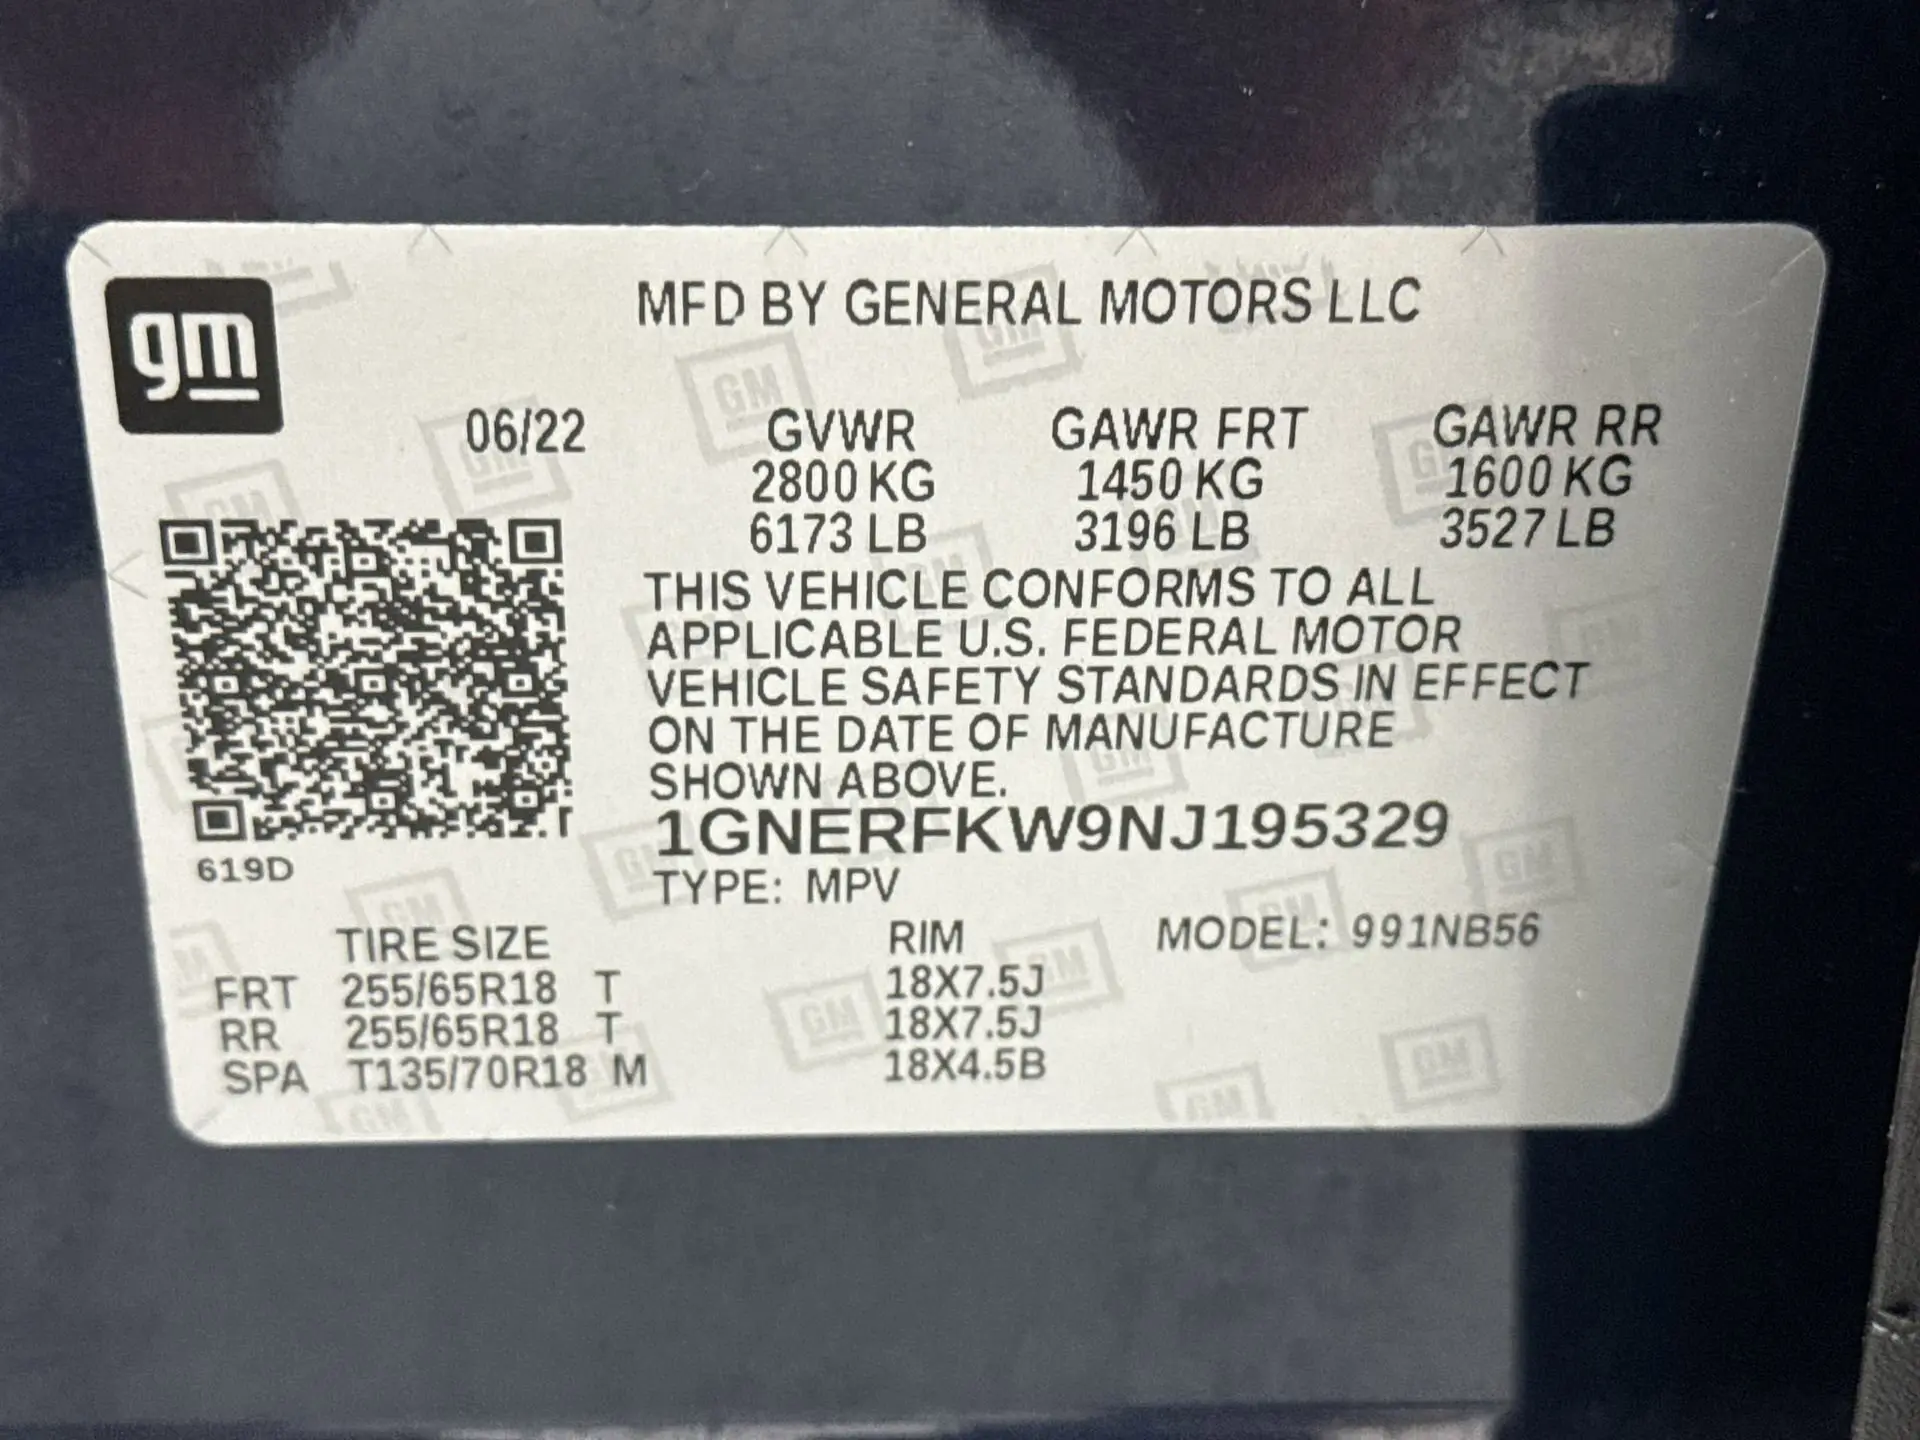 gm
MFD BY GENERAL MOTORS LLC
06/22 GVWR GAWR FRT GAWR RR
2800 KG 1450 KG 1600 KG
6173 LB 3196 LB 3527 LB
THIS VEHICLE CONFORMS TO ALL
APPLICABLE U.S. FEDERAL MOTOR
VEHICLE SAFETY STANDARDS IN EFFECT
ON THE DATE OF MANUFACTURE
SHOWN ABOVE.
1GNERFKW9NJ195329
619D
TYPE: MPV
TIRE SIZE RIM MODEL: 991NB56
FRT 255/65R18 T 18X7.5J
RR 255/65R18 T 18X7.5J
SPA T135/70R18 M 18X4.5B